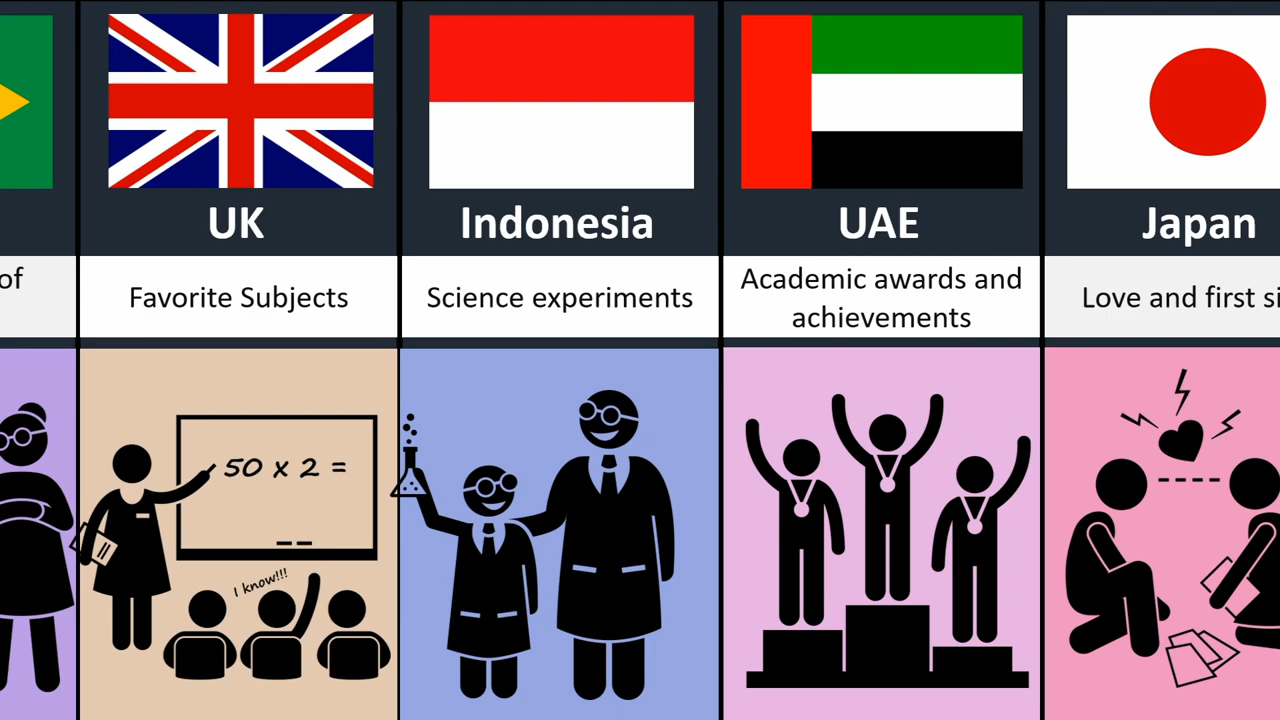 UK
Indonesia
UAE
Japan
of
Favorite Subjects
Science experiments
Academic awards and
achievements
Love and first si
50 x 2 =
I know!!!